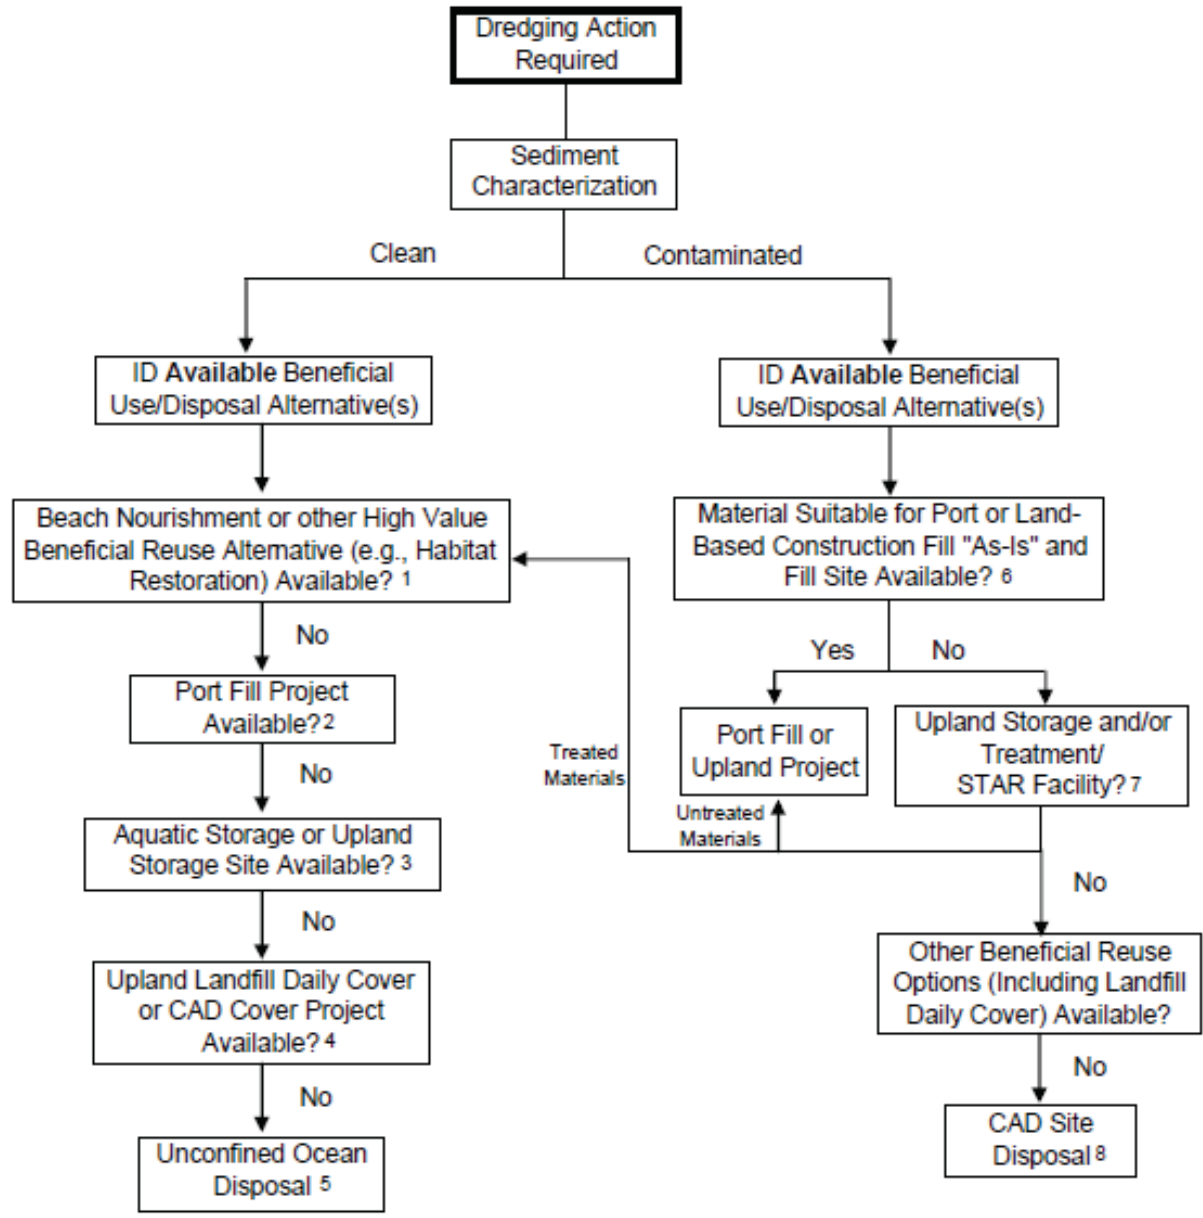 Dredging Action
Required
Sediment
Characterization
Clean
Contaminated
ID Available Beneficial
Use/Disposal Alternative(s)
ID Available Beneficial
Use/Disposal Alternative(s)
Beach Nourishment or other High Value
Beneficial Reuse Alternative (e.g., Habitat
Restoration) Available? 1
Material Suitable for Port or Land-
Based Construction Fill "As-Is" and
Fill Site Available? 6
No
Yes
No
Port Fill Project
Available? 2
Port Fill or
Upland Project
Upland Storage and/or
Treatment/
STAR Facility? 7
Treated
Materials
No
Untreated
Materials
Aquatic Storage or Upland
Storage Site Available? 3
No
No
Other Beneficial Reuse
Options (Including Landfill
Daily Cover) Available?
Upland Landfill Daily Cover
or CAD Cover Project
Available? 4
No
No
CAD Site
Disposal 8
Unconfined Ocean
Disposal 5